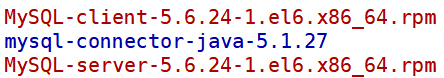 MySQL-client-5.6.24-1.el6.x86_64.rpm
mysql-connector-java-5.1.27
MySQL-server-5.6.24-1.el6.x86_64.rpm